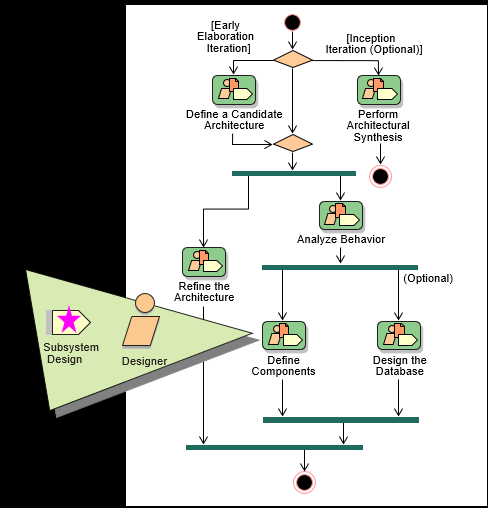 [Early
Elaboration
Iteration]
[Inception
Iteration (Optional)]
Define a Candidate
Architecture
Perform
Architectural
Synthesis
Analyze Behavior
(Optional)
Refine the
Architecture
Subsystem
Design
Designer
Define
Components
Design the
Database